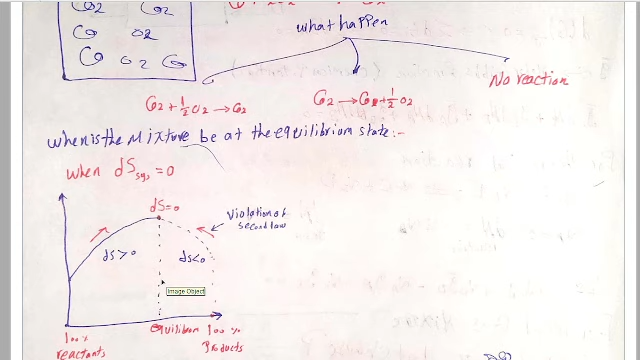 CO2 O2
CO O2
CO O2 CO
what happen
No reaction
CO2 + 1/2 O2 → CO2
CO2 → CO + 1/2 O2
when is the mixture be at the equilibrium state:-
when dS sys = 0
dS=0
Violation of
second law
dS>0
dS<0
Image Object
100%
reactants
equilibrium
100%
Products